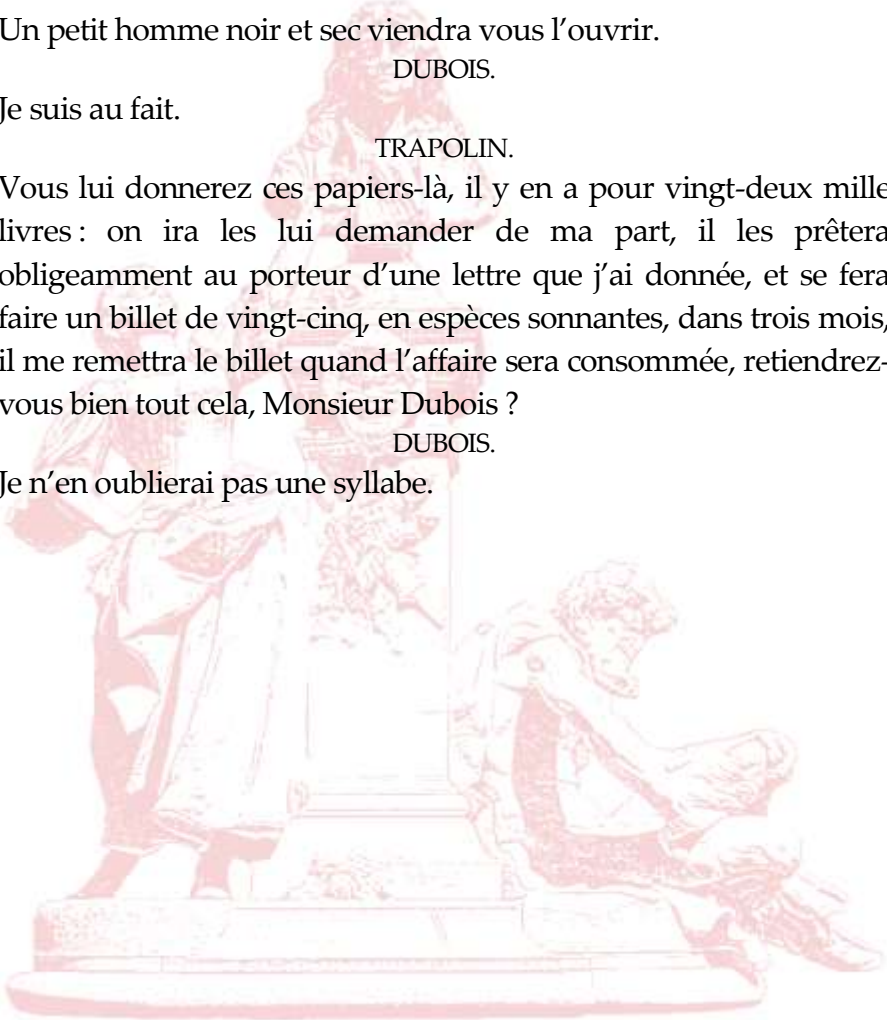 Un petit homme noir et sec viendra vous l’ouvrir.
DUBOIS.
Je suis au fait.
TRAPOLIN.
Vous lui donnerez ces papiers-là, il y en a pour vingt-deux mille
livres : on ira les lui demander de ma part, il les prêtera
obligeamment au porteur d’une lettre que j’ai donnée, et se fera
faire un billet de vingt-cinq, en espèces sonnantes, dans trois mois,
il me remettra le billet quand l’affaire sera consommée, retiendrez-
vous bien tout cela, Monsieur Dubois ?
DUBOIS.
Je n’en oublierai pas une syllabe.